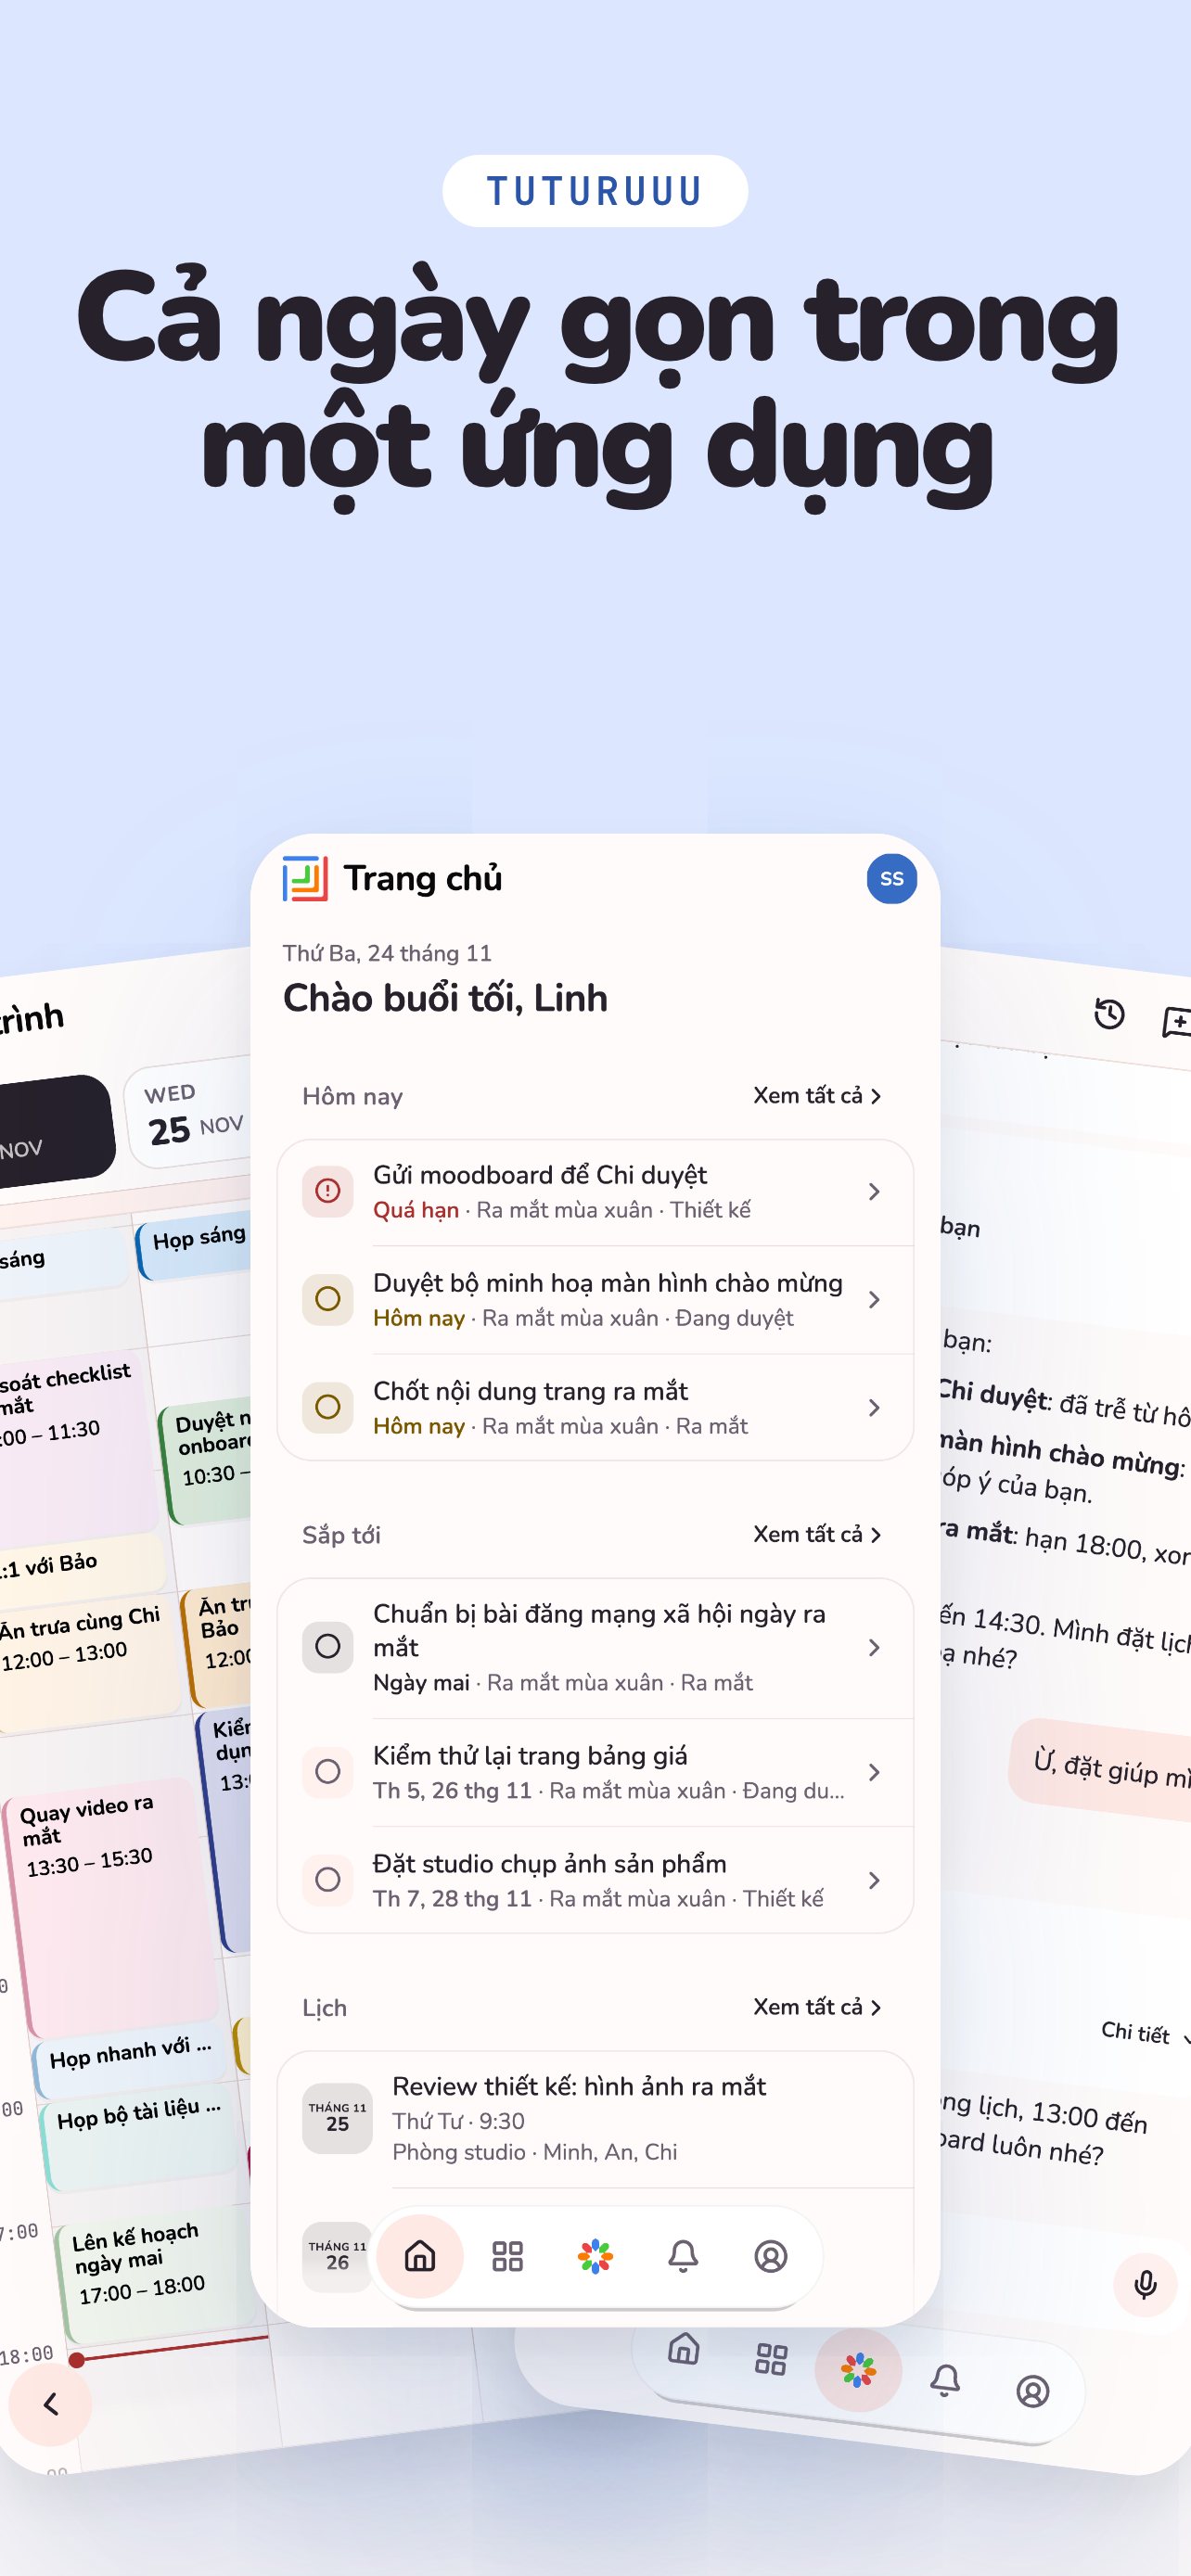 TUTURUUU
Cả ngày gọn trong
một ứng dụng
Trang chủ
SS
Thứ Ba, 24 tháng 11
Chào buổi tối, Linh
Hôm nay
Xem tất cả
Gửi moodboard để Chi duyệt
Quá hạn · Ra mắt mùa xuân · Thiết kế
Duyệt bộ minh hoạ màn hình chào mừng
Hôm nay · Ra mắt mùa xuân · Đang duyệt
Chốt nội dung trang ra mắt
Hôm nay · Ra mắt mùa xuân · Ra mắt
Sắp tới
Xem tất cả
Chuẩn bị bài đăng mạng xã hội ngày ra
mắt
Ngày mai · Ra mắt mùa xuân · Ra mắt
Kiểm thử lại trang bảng giá
Th 5, 26 thg 11 · Ra mắt mùa xuân · Đang du...
Đặt studio chụp ảnh sản phẩm
Th 7, 28 thg 11 · Ra mắt mùa xuân · Thiết kế
Lịch
Xem tất cả
THÁNG 11
25
Review thiết kế: hình ảnh ra mắt
Thứ Tư · 9:30
Phòng studio · Minh, An, Chi
THÁNG 11
26
NOV
WED
25 NOV
sáng
Họp sáng
soát checklist
mắt
:00 – 11:30
Duyệt
10:30 –
1:1 với Bảo
Ăn trưa cùng Chi
12:00 – 13:00
Ăn
Bảo
Quay video ra
mắt
13:30 – 15:30
Họp nhanh với ...
Họp bộ tài liệu ...
Lên kế hoạch
ngày mai
17:00 – 18:00
18:00
bạn
bạn:
Chi duyệt: đã trễ từ
màn hình chào mừng:
góp ý của bạn.
ra mắt: hạn 18:00,
đến 14:30. Mình đặt
nhé?
Ừ, đặt giúp
Chi tiết
lịch, 13:00 đến
luôn nhé?